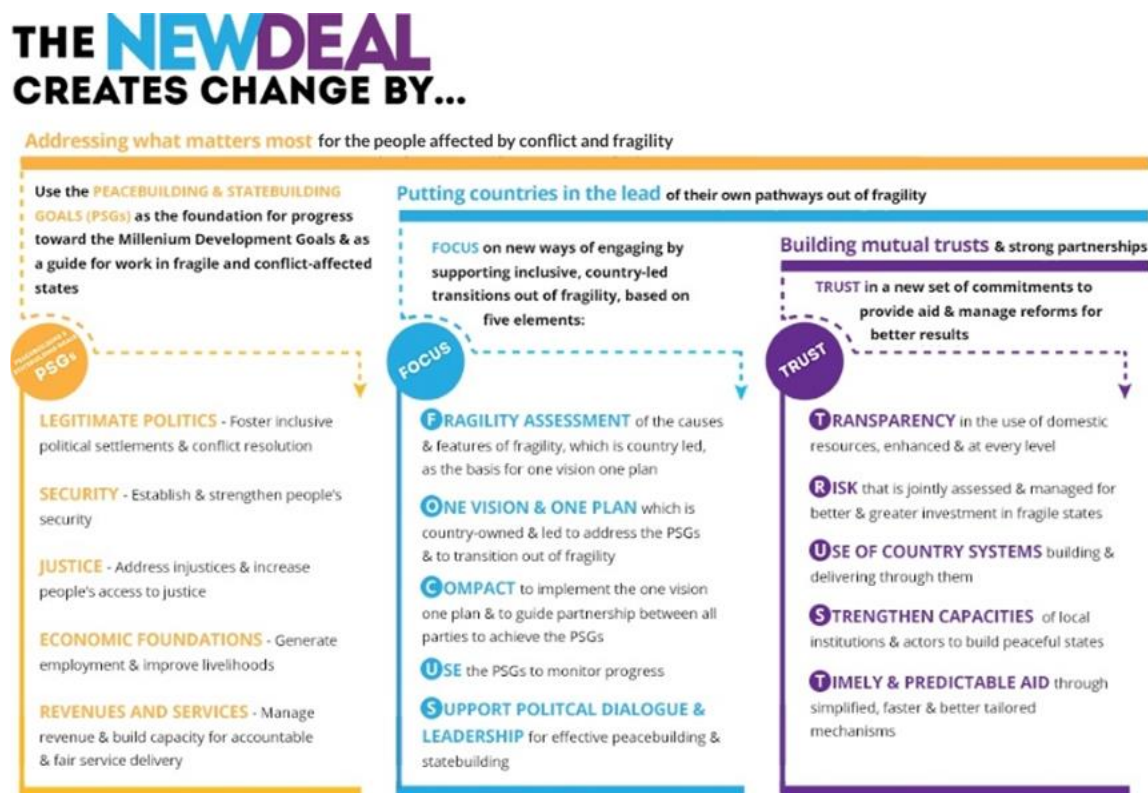 THE NEWDEAL
CREATES CHANGE BY...
Addressing what matters most for the people affected by conflict and fragility
Use the PEACEBUILDING & STATEBUILDING
GOALS (PSGs) as the foundation for progress
toward the Millenium Development Goals & as
a guide for work in fragile and conflict-affected
states
PEACEBUILDING &
STATEBUILDING GOALS
PSGs
LEGITIMATE POLITICS - Foster inclusive
political settlements & conflict resolution
SECURITY - Establish & strengthen people's
security
JUSTICE - Address injustices & increase
people's access to justice
ECONOMIC FOUNDATIONS - Generate
employment & improve livelihoods
REVENUES AND SERVICES - Manage
revenue & build capacity for accountable
& fair service delivery
Putting countries in the lead of their own pathways out of fragility
FOCUS on new ways of engaging by
supporting inclusive, country-led
transitions out of fragility, based on
five elements:
FOCUS
FRAGILITY ASSESSMENT of the causes
& features of fragility, which is country led,
as the basis for one vision one plan
ONE VISION & ONE PLAN which is
country-owned & led to address the PSGs
& to transition out of fragility
COMPACT to implement the one vision
one plan & to guide partnership between all
parties to achieve the PSGs
USE the PSGs to monitor progress
SUPPORT POLITCAL DIALOGUE &
LEADERSHIP for effective peacebuilding &
statebuilding
Building mutual trusts & strong partnerships
TRUST in a new set of commitments to
provide aid & manage reforms for
better results
TRUST
TRANSPARENCY in the use of domestic
resources, enhanced & at every level
RISK that is jointly assessed & managed for
better & greater investment in fragile states
USE OF COUNTRY SYSTEMS building &
delivering through them
STRENGTHEN CAPACITIES of local
institutions & actors to build peaceful states
TIMELY & PREDICTABLE AID through
simplified, faster & better tailored
mechanisms